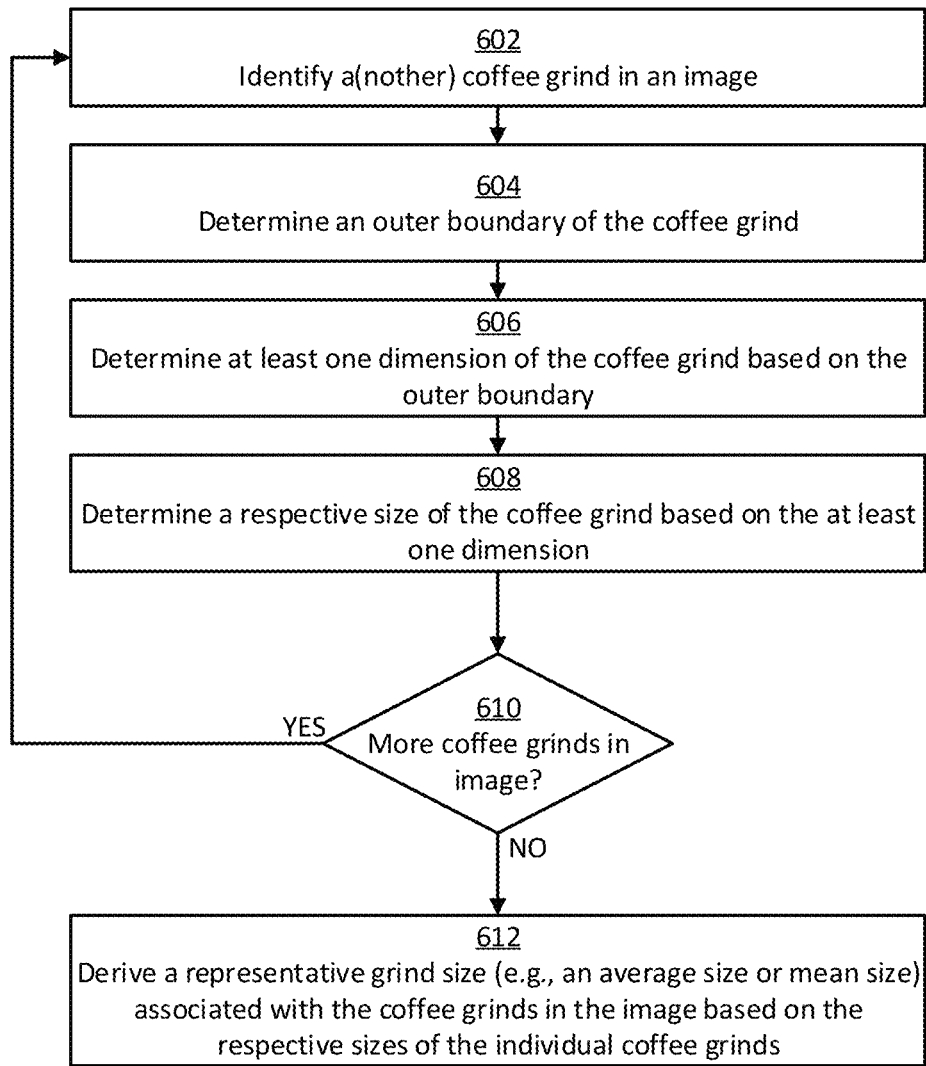 602
Identify a(nother) coffee grind in an image
604
Determine an outer boundary of the coffee grind
606
Determine at least one dimension of the coffee grind based on the
outer boundary
608
Determine a respective size of the coffee grind based on the at least
one dimension
610
YES
More coffee grinds in
image?
NO
612
Derive a representative grind size (e.g., an average size or mean size)
associated with the coffee grinds in the image based on the
respective sizes of the individual coffee grinds